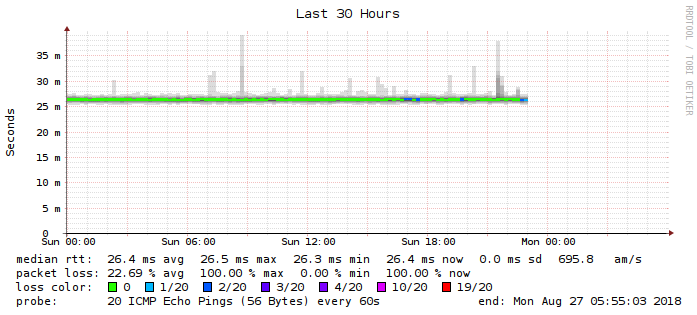 Last 30 Hours
RRDTOOL / TOBI OETIKER
Seconds
35 m
30 m
25 m
20 m
15 m
10 m
5 m
0
Sun 00:00 Sun 06:00 Sun 12:00 Sun 18:00 Mon 00:00
median rtt: 26.4 ms avg 26.5 ms max 26.3 ms min 26.4 ms now 0.0 ms sd 695.8 am/s
packet loss: 22.69 % avg 100.00 % max 0.00 % min 100.00 % now
loss color: 0 1/20 2/20 3/20 4/20 10/20 19/20
probe: 20 ICMP Echo Pings (56 Bytes) every 60s end: Mon Aug 27 05:55:03 2018